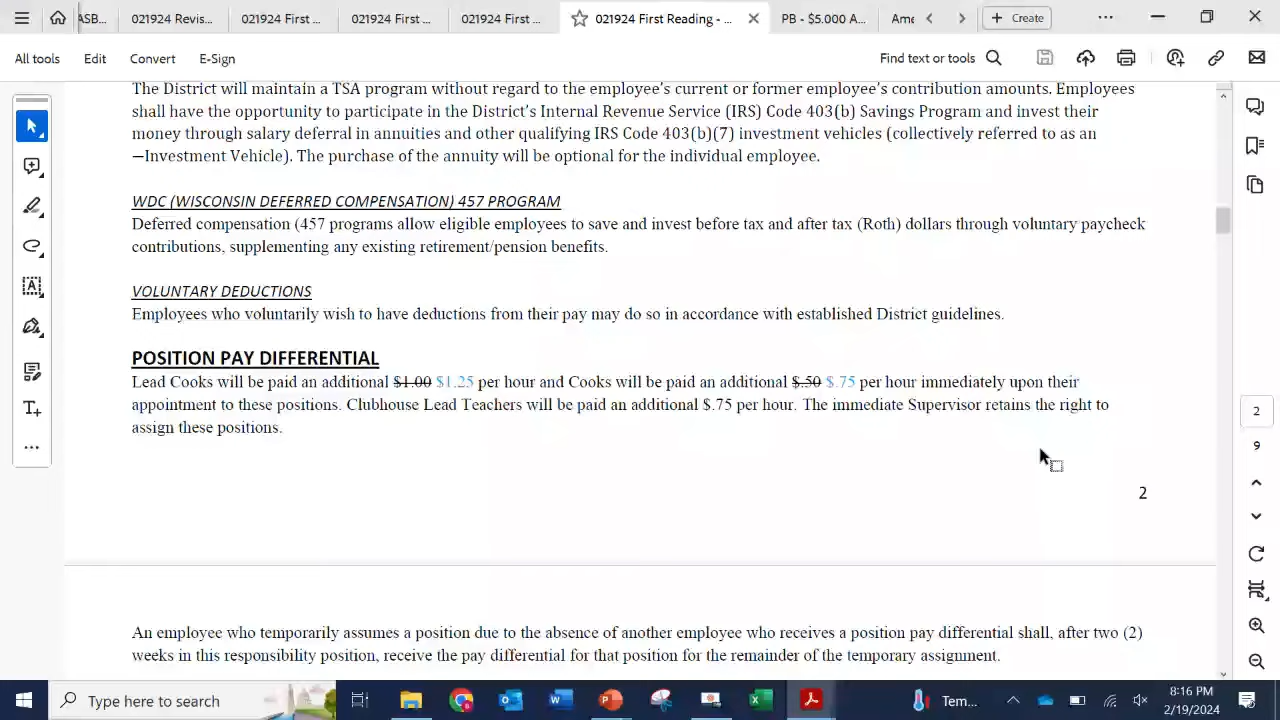 ASB...
021924 Revis...
021924 First ...
021924 First ...
021924 First ...
021924 First Reading - ...
PB - $5.000 A...
Ame
Create
All tools
Edit
Convert
E-Sign
Find text or tools
The District will maintain a TSA program without regard to the employee's current or former employee's contribution amounts. Employees
shall have the opportunity to participate in the District's Internal Revenue Service (IRS) Code 403(b) Savings Program and invest their
money through salary deferral in annuities and other qualifying IRS Code 403(b)(7) investment vehicles (collectively referred to as an
—Investment Vehicle). The purchase of the annuity will be optional for the individual employee.
WDC (WISCONSIN DEFERRED COMPENSATION) 457 PROGRAM
Deferred compensation (457 programs allow eligible employees to save and invest before tax and after tax (Roth) dollars through voluntary paycheck
contributions, supplementing any existing retirement/pension benefits.
VOLUNTARY DEDUCTIONS
Employees who voluntarily wish to have deductions from their pay may do so in accordance with established District guidelines.
POSITION PAY DIFFERENTIAL
Lead Cooks will be paid an additional $1.00 $1.25 per hour and Cooks will be paid an additional $.50 $.75 per hour immediately upon their
appointment to these positions. Clubhouse Lead Teachers will be paid an additional $.75 per hour. The immediate Supervisor retains the right to
assign these positions.
2
2
9
An employee who temporarily assumes a position due to the absence of another employee who receives a position pay differential shall, after two (2)
weeks in this responsibility position, receive the pay differential for that position for the remainder of the temporary assignment.
Type here to search
Tem...
8:16 PM
2/19/2024